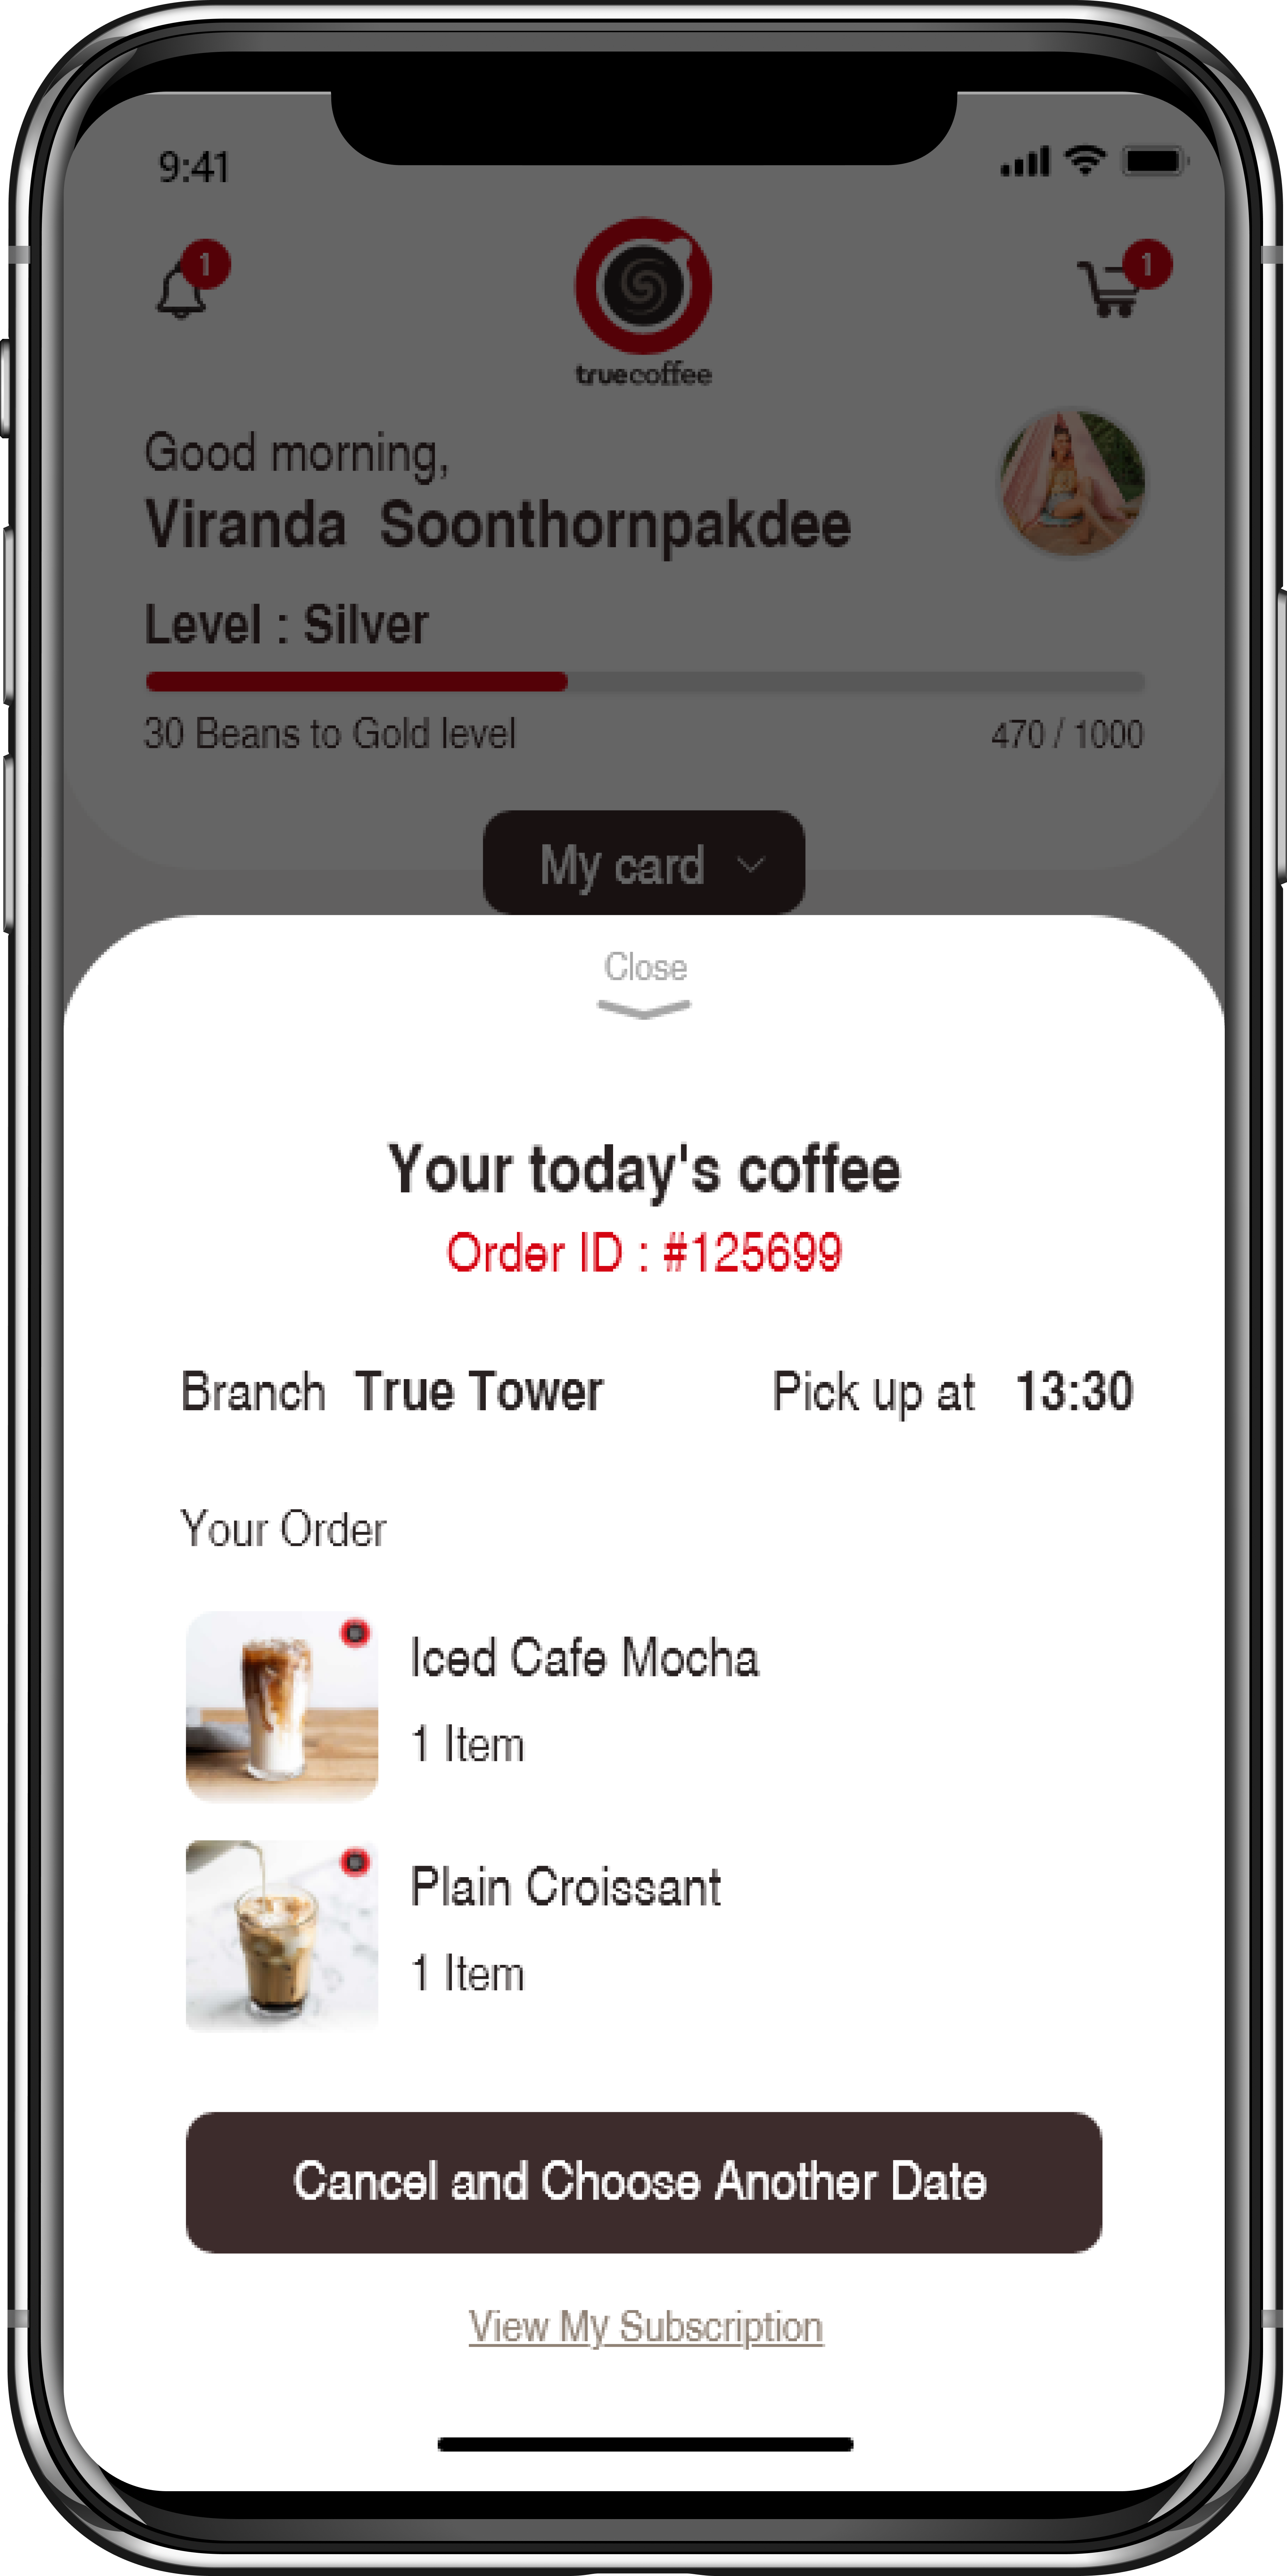 9:41
1
1
truecoffee
Good morning,
Viranda Soonthornpakdee
Level : Silver
30 Beans to Gold level 470 / 1000
My card
Close
Your today's coffee
Order ID : #125699
Branch True Tower Pick up at 13:30
Your Order
Iced Cafe Mocha
1 Item
Plain Croissant
1 Item
Cancel and Choose Another Date
View My Subscription